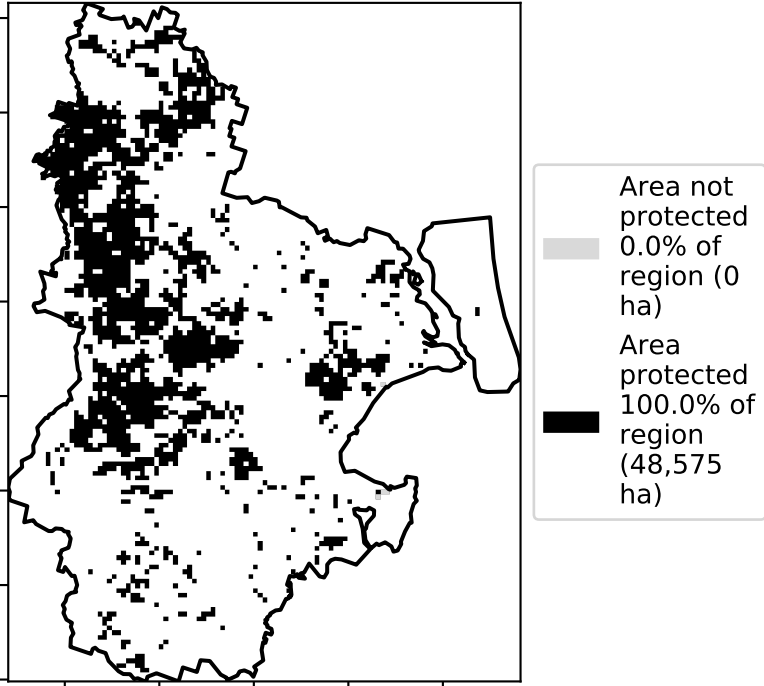 Area not
protected
0.0% of
region (0
ha)
Area
protected
100.0% of
region
(48,575
ha)